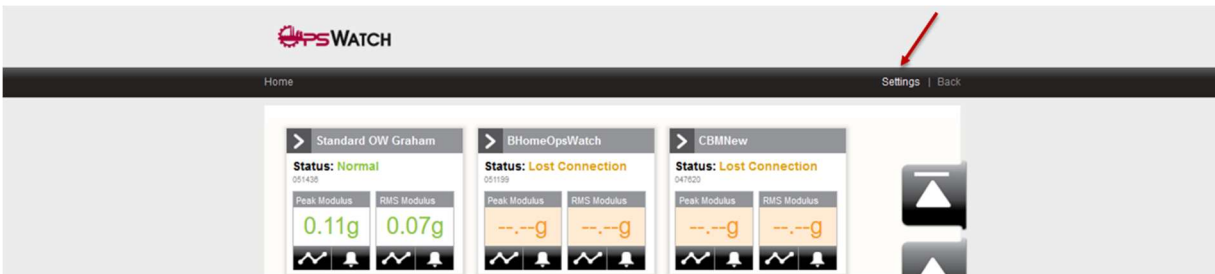 OPSWATCH
Home
Settings | Back
Standard OW Graham
Status: Normal
051436
Peak Modulus RMS Modulus
0.11g 0.07g
BHomeOpsWatch
Status: Lost Connection
051199
Peak Modulus RMS Modulus
--.--g --.--g
CBMNew
Status: Lost Connection
047620
Peak Modulus RMS Modulus
--.--g --.--g